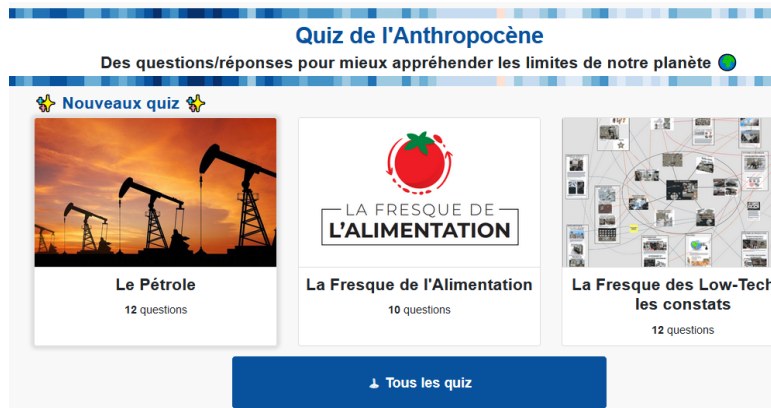 Quiz de l'Anthropocène
Des questions/réponses pour mieux appréhender les limites de notre planète
Nouveaux quiz
LA FRESQUE DE
L'ALIMENTATION
Le Pétrole
12 questions
La Fresque de l'Alimentation
10 questions
La Fresque des Low-Tech
les constats
12 questions
Tous les quiz